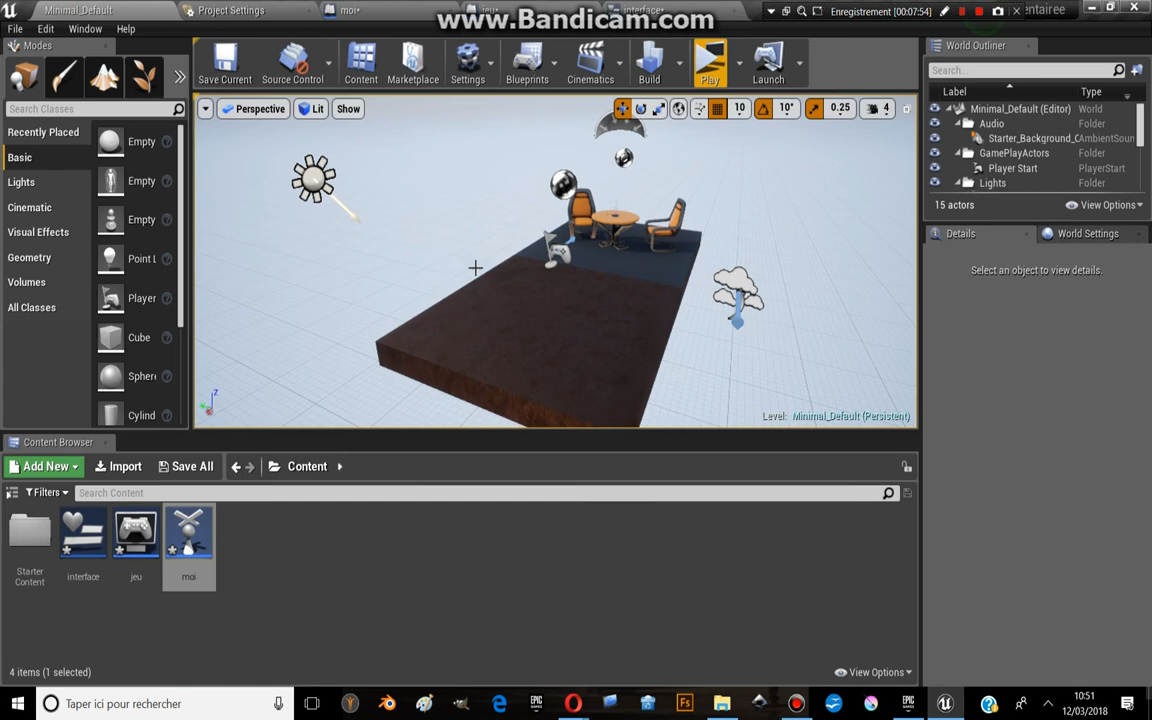 Minimal_Default
Project Settings
moi•
jeu•
interface•
www.Bandicam.com
Enregistrement (00:07:54)
entairee
File
Edit
Window
Help
Modes
Search Classes
Recently Placed
Basic
Lights
Cinematic
Visual Effects
Geometry
Volumes
All Classes
Empty
Empty
Empty
Point L
Player
Cube
Sphere
Cylind
Save Current
Source Control
Content
Marketplace
Settings
Blueprints
Cinematics
Build
Play
Launch
Perspective
Lit
Show
10
10°
0.25
4
Level: Minimal_Default (Persistent)
World Outliner
Search...
Label
Type
Minimal_Default (Editor)
World
Audio
Folder
Starter_Background_C
AmbientSoun
GamePlayActors
Folder
Player Start
PlayerStart
Lights
Folder
15 actors
View Options
Details
World Settings
Select an object to view details.
Content Browser
Add New
Import
Save All
Content
Filters
Search Content
Starter
Content
interface
jeu
moi
4 items (1 selected)
View Options
Taper ici pour rechercher
EPIC
GAMES
Fs
EPIC
GAMES
10:51
12/03/2018